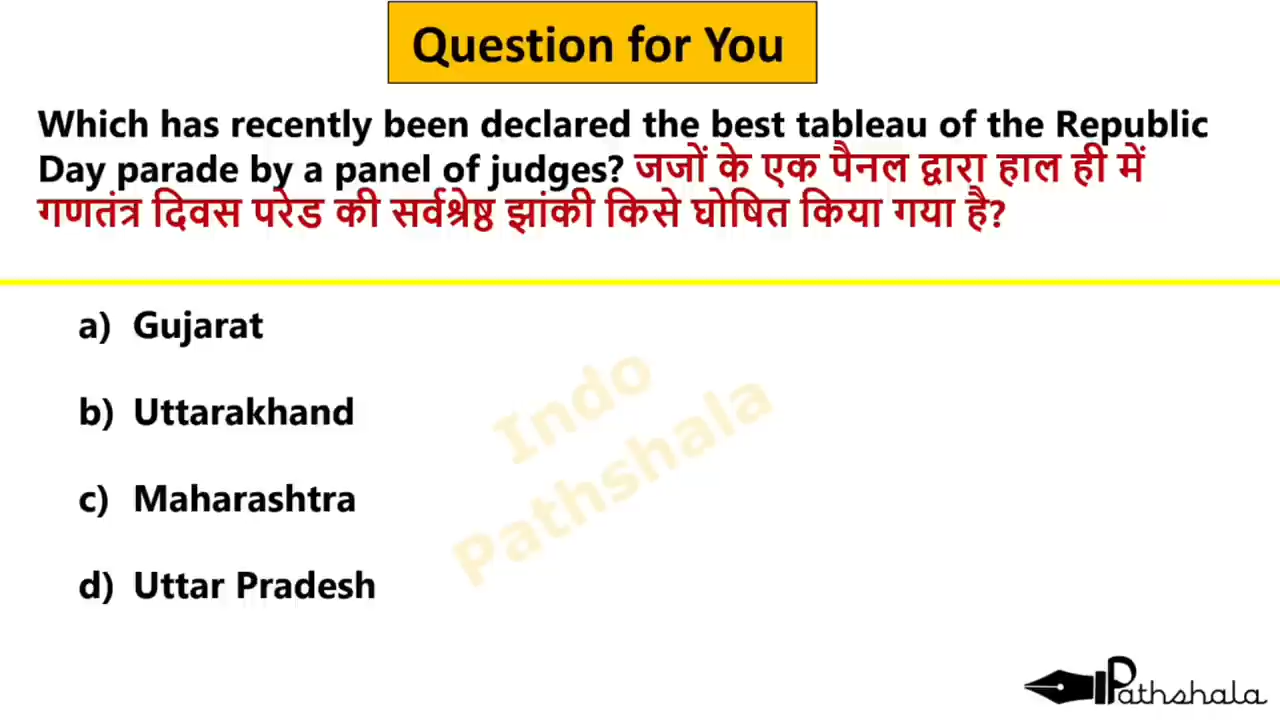 Question for You
Which has recently been declared the best tableau of the Republic
Day parade by a panel of judges? जजों के एक पैनल द्वारा हाल ही में
गणतंत्र दिवस परेड की सर्वश्रेष्ठ झांकी किसे घोषित किया गया है?
a) Gujarat
b) Uttarakhand
c) Maharashtra
d) Uttar Pradesh
Indo
Pathshala
Pathshala